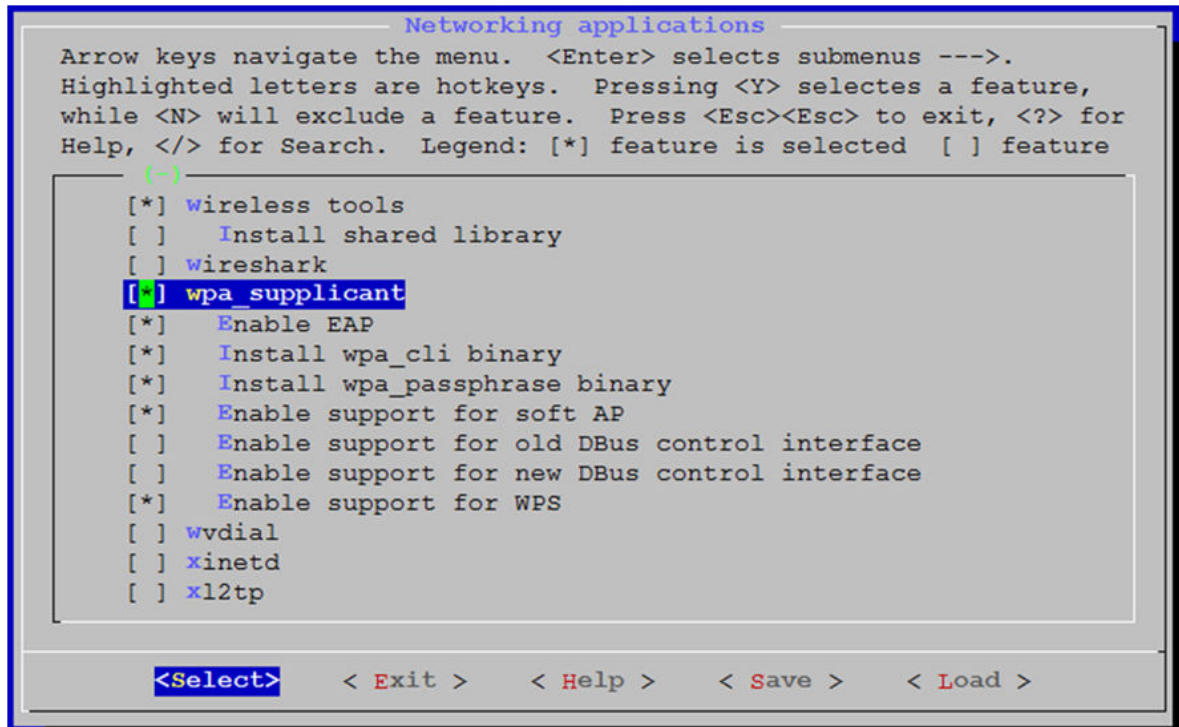 Networking applications
Arrow keys navigate the menu.  <Enter> selects submenus --->.
Highlighted letters are hotkeys.  Pressing <Y> selectes a feature,
while <N> will exclude a feature.  Press <Esc><Esc> to exit, <?> for
Help, </> for Search.  Legend: [*] feature is selected  [ ] feature
(-)
[*] wireless tools
[ ]   Install shared library
[ ] wireshark
[*] wpa_supplicant
[*]   Enable EAP
[*]   Install wpa_cli binary
[*]   Install wpa_passphrase binary
[*]   Enable support for soft AP
[ ]   Enable support for old DBus control interface
[ ]   Enable support for new DBus control interface
[*]   Enable support for WPS
[ ] wvdial
[ ] xinetd
[ ] xl2tp
<Select>    < Exit >    < Help >    < Save >    < Load >